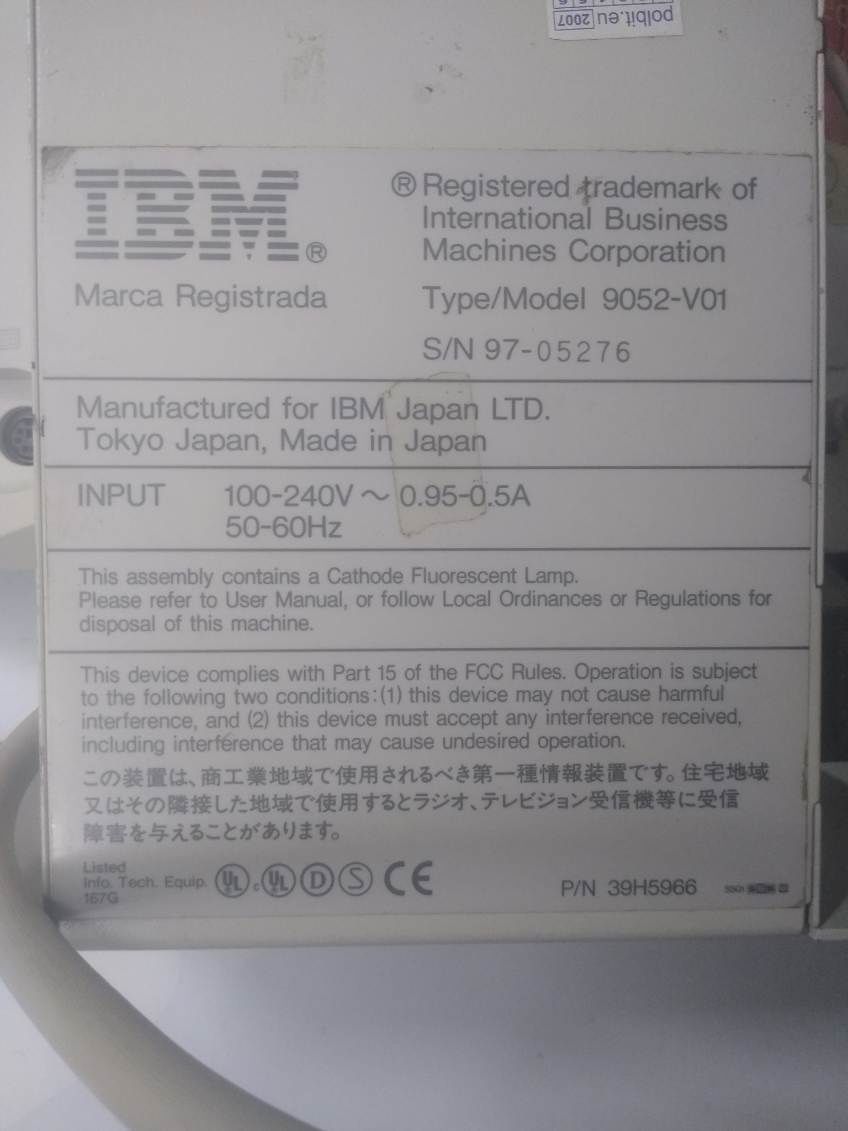 polbit.eu 2007
IBM®
Marca Registrada
® Registered trademark of
International Business
Machines Corporation
Type/Model 9052-V01
S/N 97-05276
Manufactured for IBM Japan LTD.
Tokyo Japan, Made in Japan
INPUT 100-240V ~ 0.95-0.5A
50-60Hz
This assembly contains a Cathode Fluorescent Lamp.
Please refer to User Manual, or follow Local Ordinances or Regulations for
disposal of this machine.
This device complies with Part 15 of the FCC Rules. Operation is subject
to the following two conditions:(1) this device may not cause harmful
interference, and (2) this device must accept any interference received,
including interference that may cause undesired operation.
この装置は、商工業地域で使用されるべき第一種情報装置です。住宅地域
又はその隣接した地域で使用するとラジオ、テレビジョン受信機等に受信
障害を与えることがあります。
Listed
Info. Tech. Equip.
167G
UL c UL D S CE
P/N 39H5966